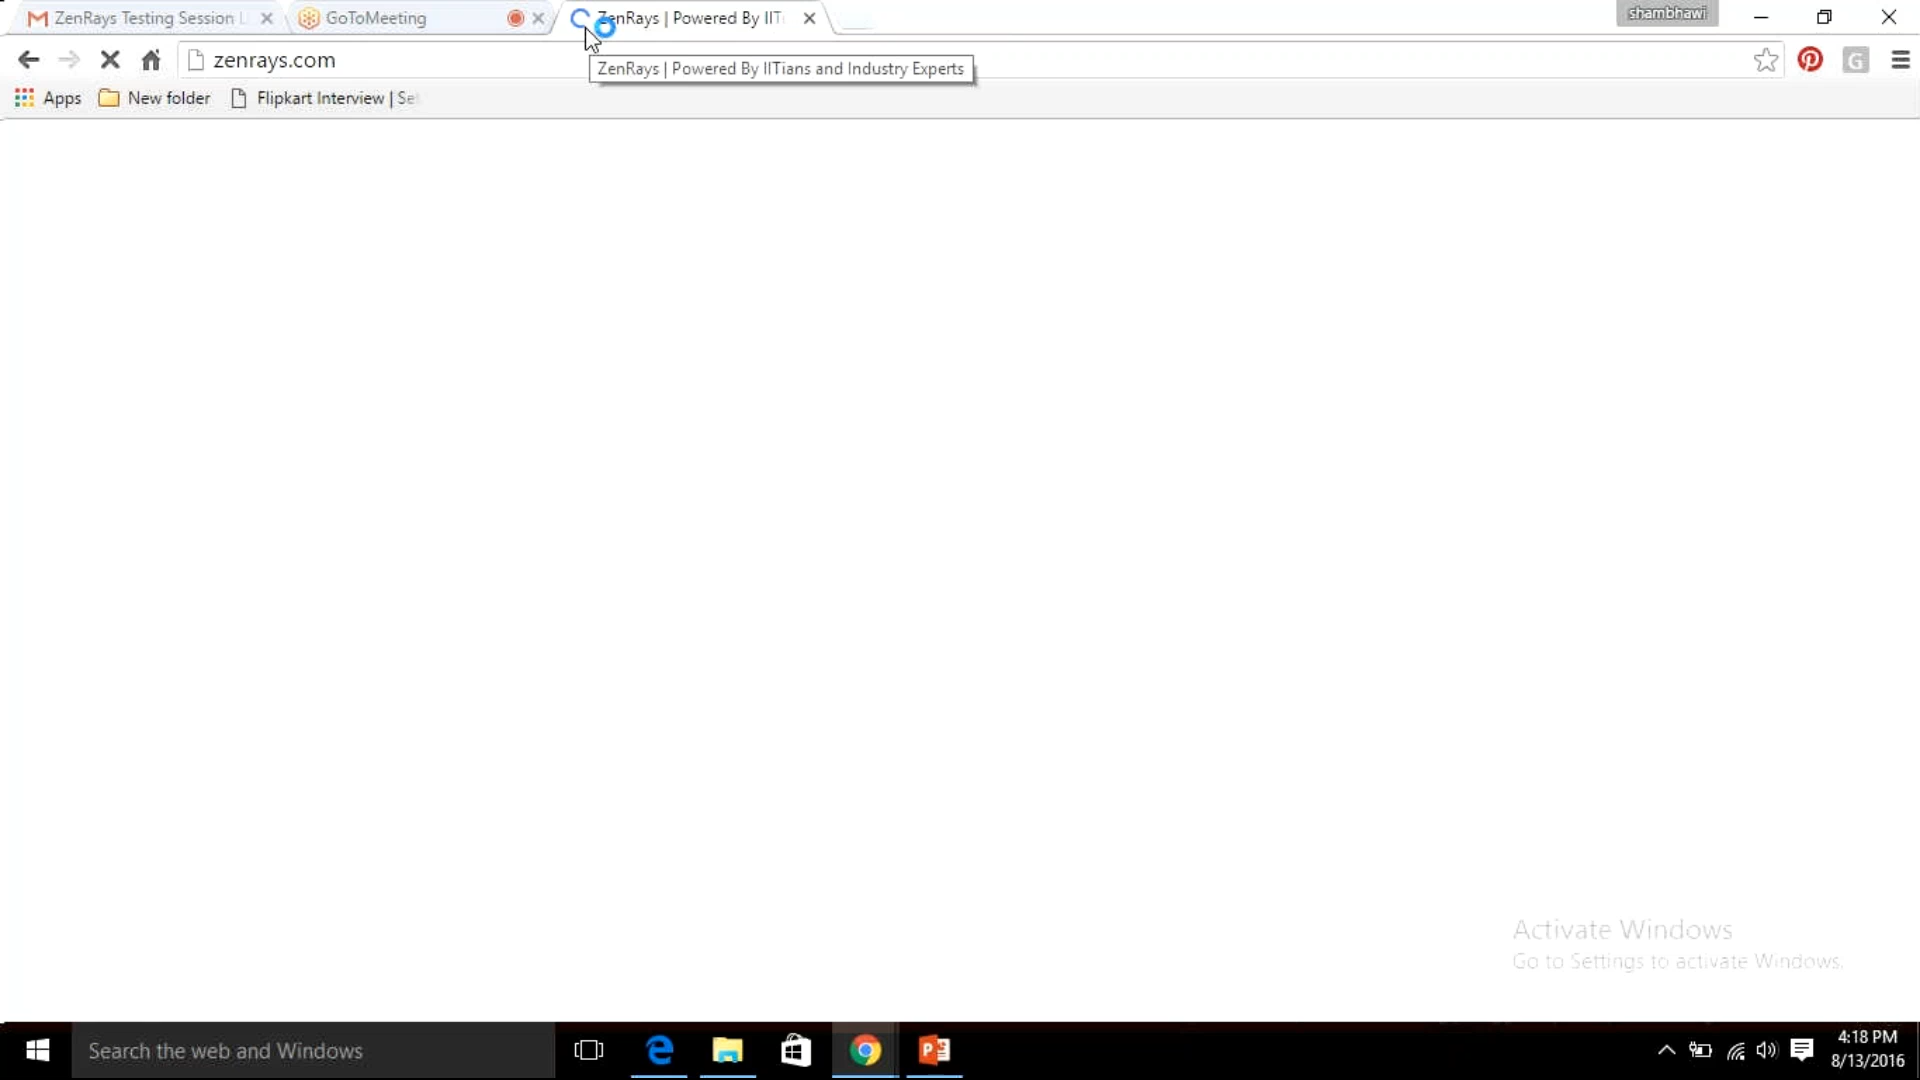 ZenRays Testing Session
GoToMeeting
ZenRays | Powered By IIT
shambhawi
zenrays.com
ZenRays | Powered By IITians and Industry Experts
Apps
New folder
Flipkart Interview | Se
Activate Windows
Go to Settings to activate Windows.
Search the web and Windows
4:18 PM
8/13/2016